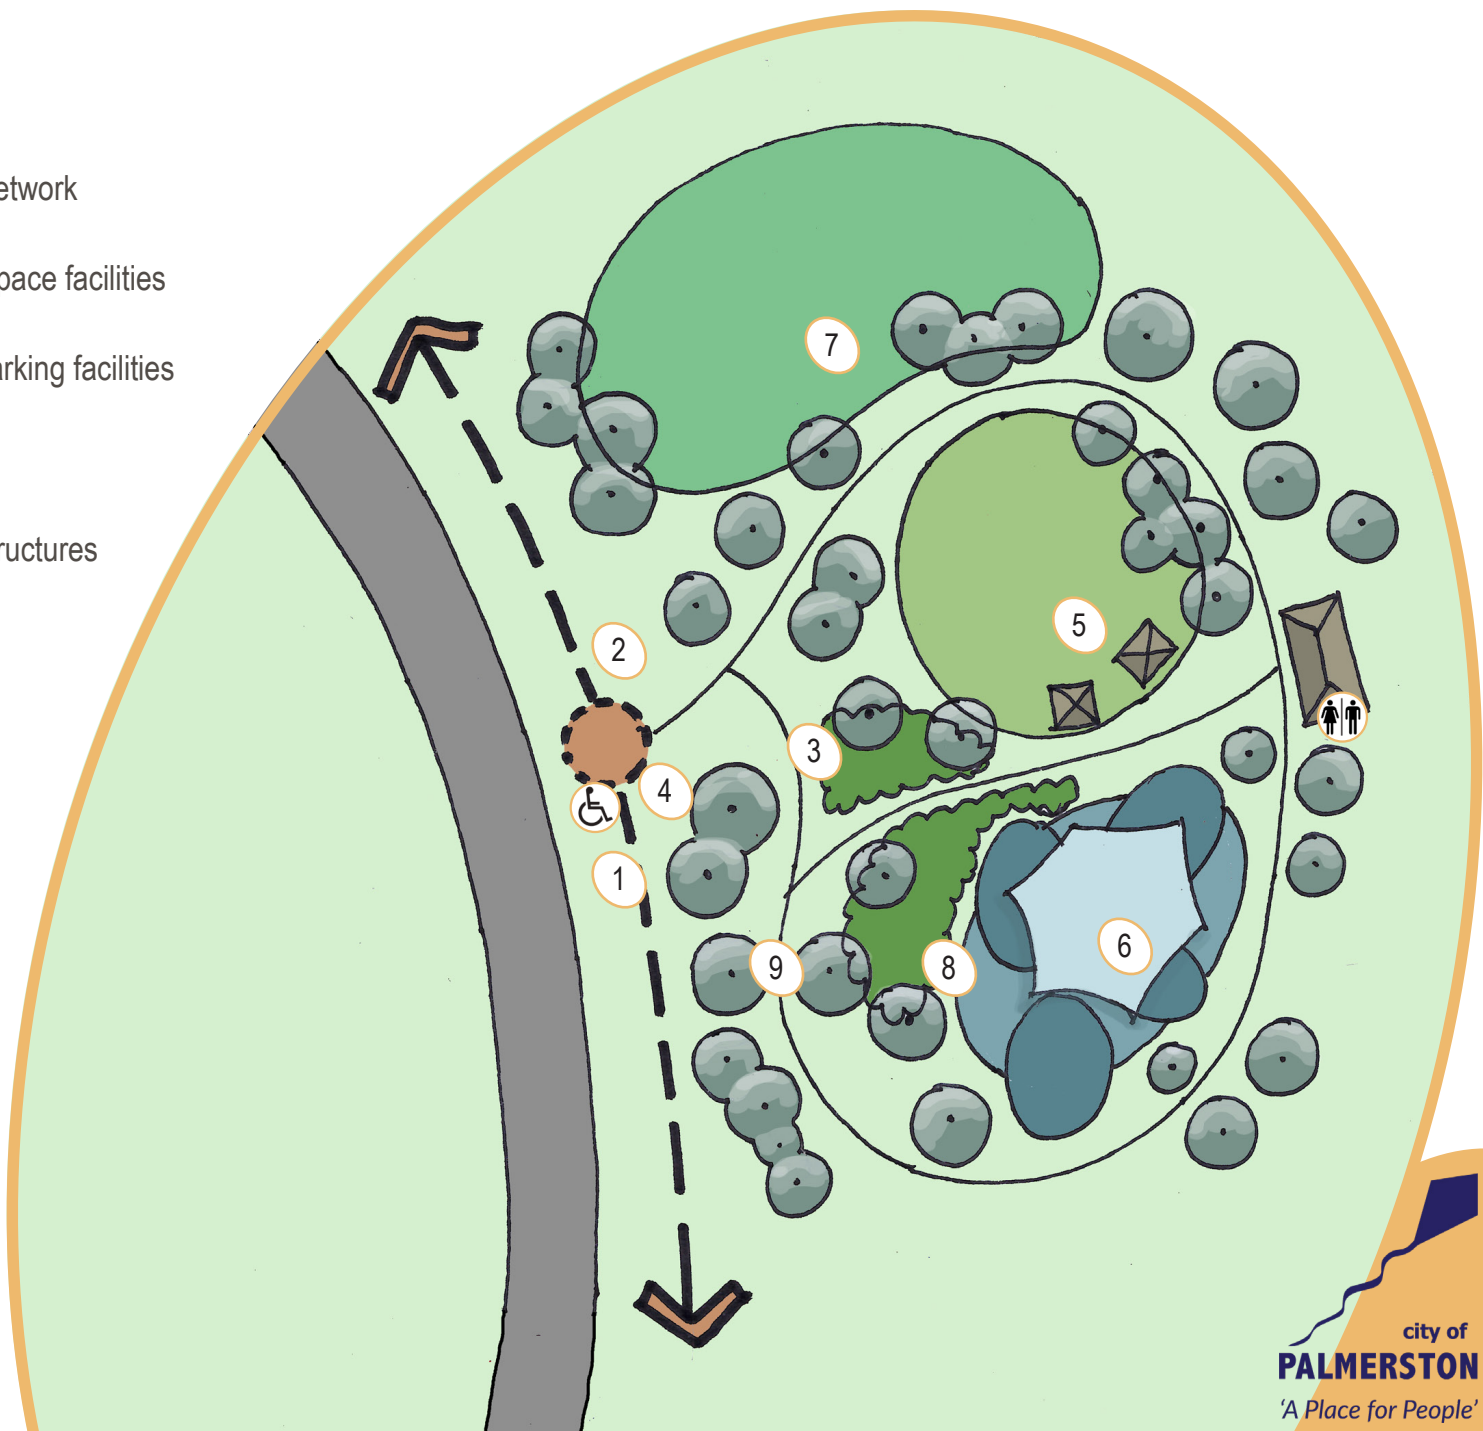 etwork
pace facilities
arking facilities
ructures
7
5
2
3
4
1
9
8
6
city of
PALMERSTON
‘A Place for People’